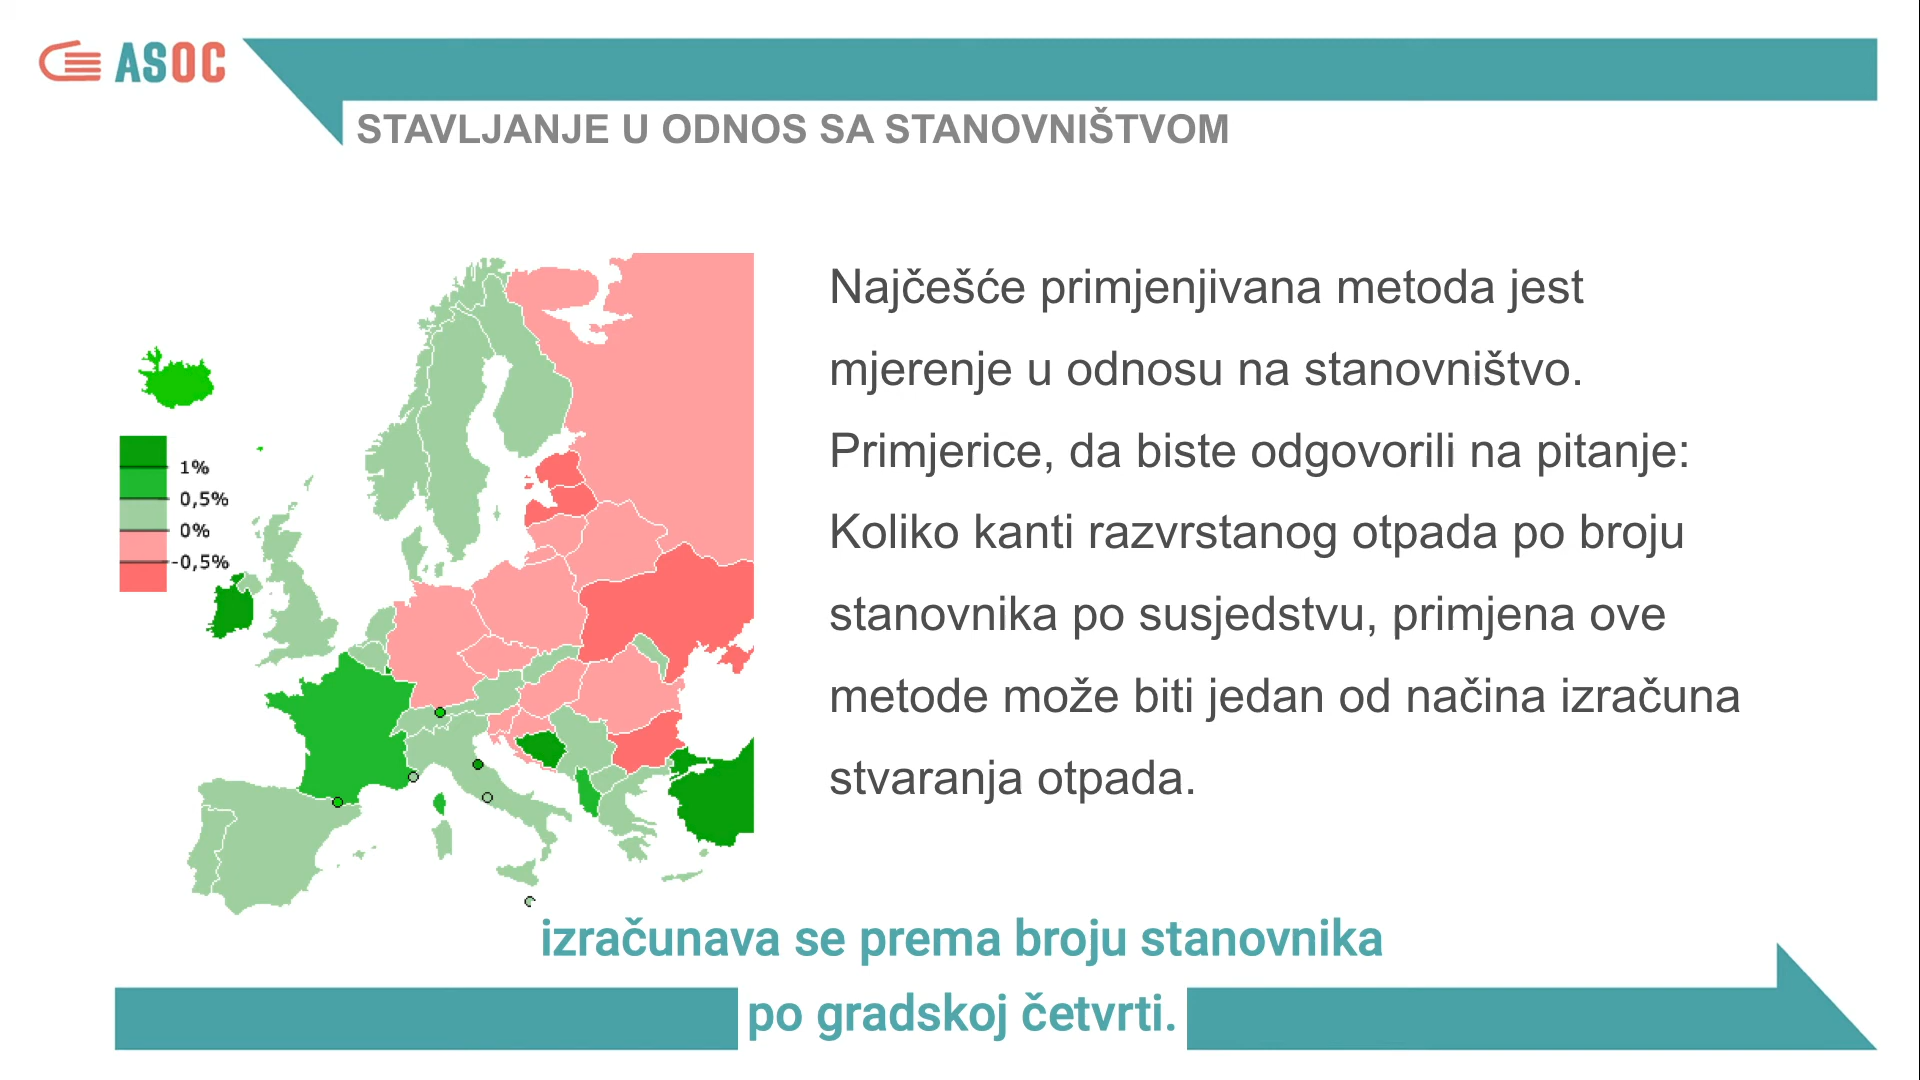 ASOC
STAVLJANJE U ODNOS SA STANOVNIŠTVOM
Najčešće primjenjivana metoda jest
mjerenje u odnosu na stanovništvo.
Primjerice, da biste odgovorili na pitanje:
Koliko kanti razvrstanog otpada po broju
stanovnika po susjedstvu, primjena ove
metode može biti jedan od načina izračuna
stvaranja otpada.
1%
0,5%
0%
-0,5%
izračunava se prema broju stanovnika
po gradskoj četvrti.